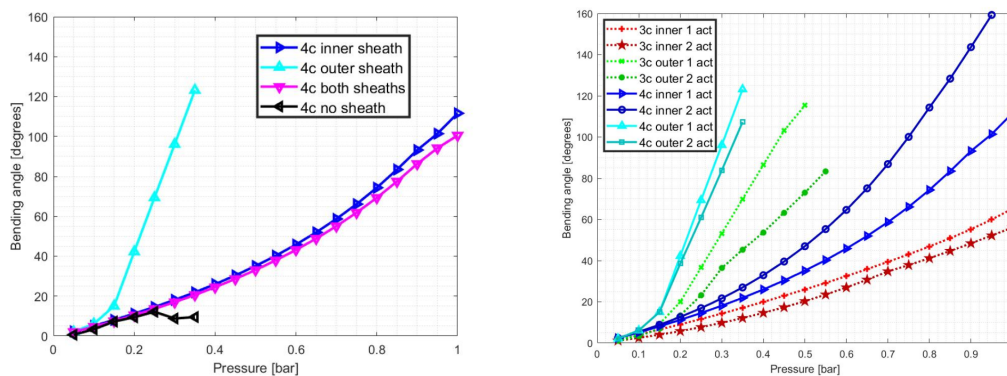 160
140
120
100
80
60
40
20
0
0
0.2
0.4
0.6
0.8
1
Bending angle [degrees]
Pressure [bar]
4c inner sheath
4c outer sheath
4c both sheaths
4c no sheath
160
140
120
100
80
60
40
20
0
0
0.1
0.2
0.3
0.4
0.5
0.6
0.7
0.8
0.9
Bending angle [degrees]
Pressure [bar]
3c inner 1 act
3c inner 2 act
3c outer 1 act
3c outer 2 act
4c inner 1 act
4c inner 2 act
4c outer 1 act
4c outer 2 act